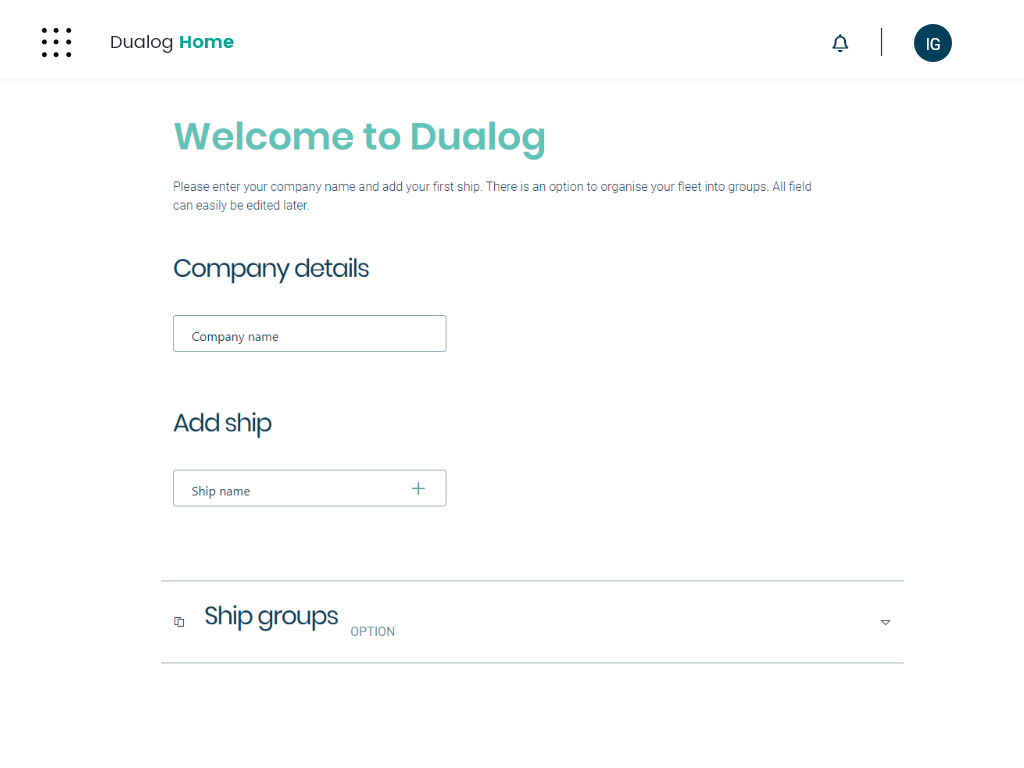 Dualog Home
IG
Welcome to Dualog
Please enter your company name and add your first ship. There is an option to organise your fleet into groups. All field
can easily be edited later.
Company details
Company name
Add ship
Ship name
Ship groups OPTION